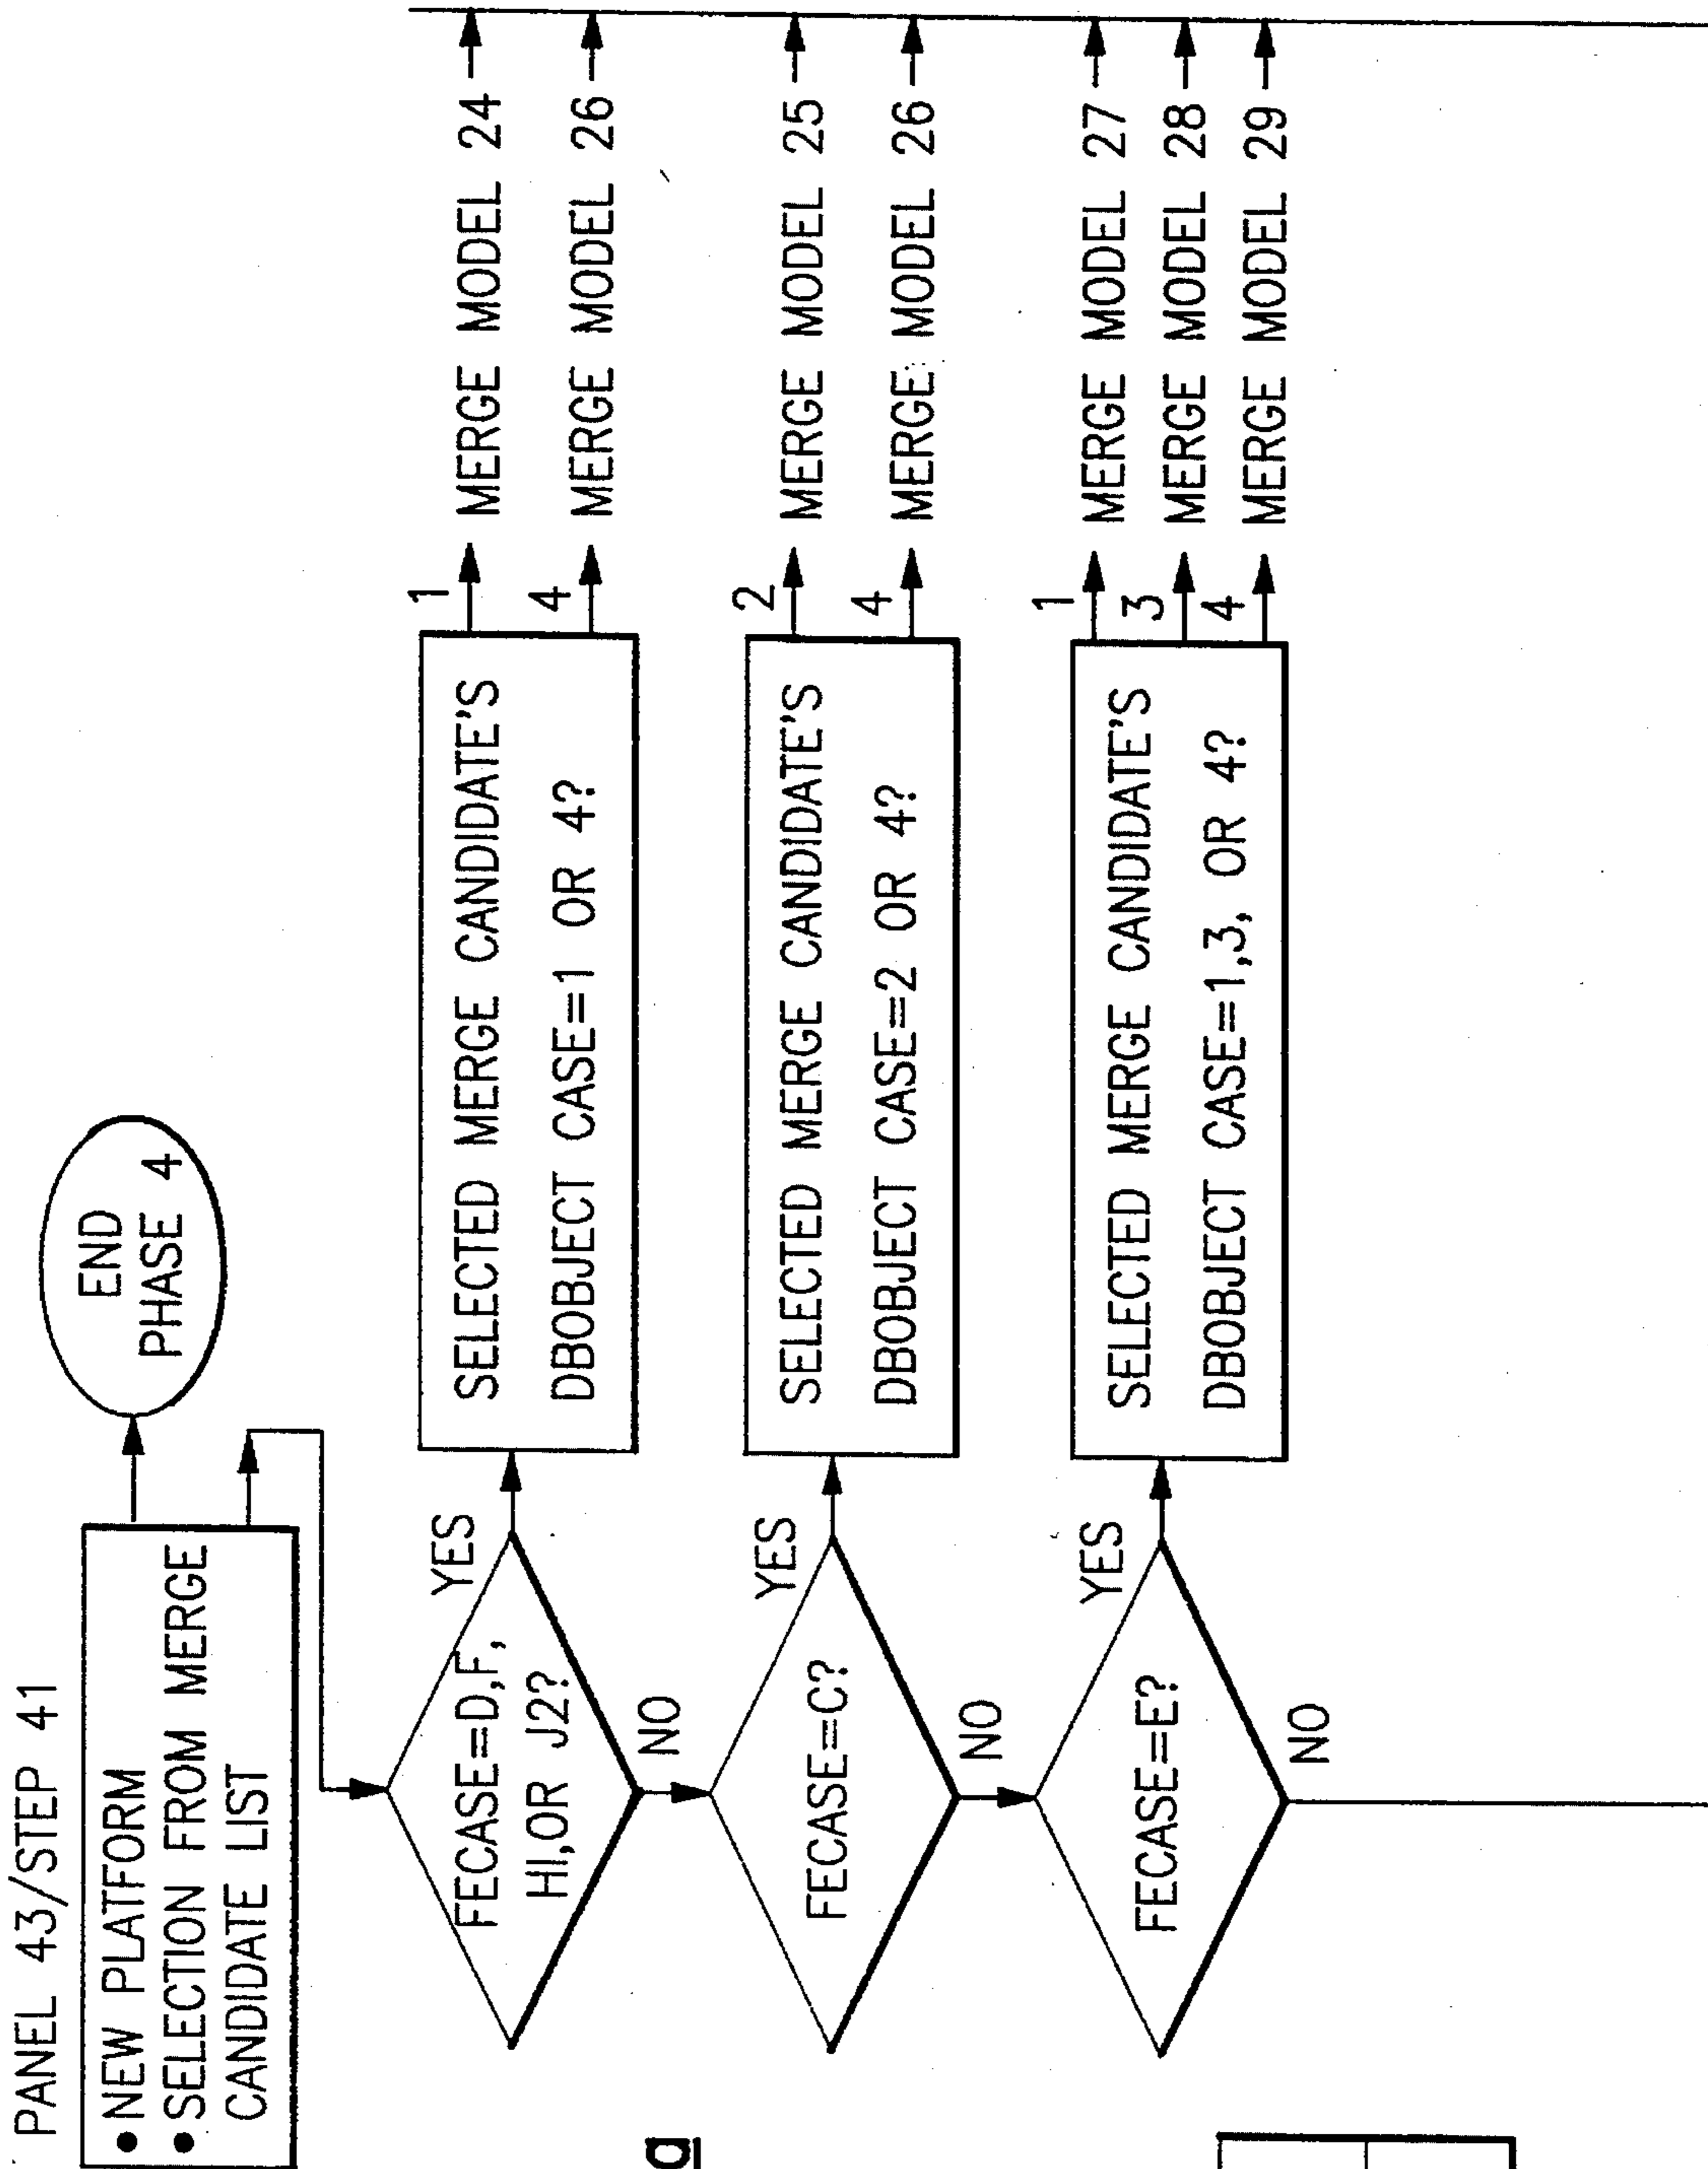 PANEL 43/STEP 41
• NEW PLATFORM
• SELECTION FROM MERGE
CANDIDATE LIST
END
PHASE 4
FECASE=D,F,
HI,OR J2?
YES
NO
SELECTED MERGE CANDIDATE'S
DBOBJECT CASE=1 OR 4?
1
MERGE MODEL 24
4
MERGE MODEL 26
FECASE=C?
YES
NO
SELECTED MERGE CANDIDATE'S
DBOBJECT CASE=2 OR 4?
2
MERGE MODEL 25
4
MERGE MODEL 26
FECASE=E?
YES
NO
SELECTED MERGE CANDIDATE'S
DBOBJECT CASE=1,3, OR 4?
1
MERGE MODEL 27
3
MERGE MODEL 28
4
MERGE MODEL 29